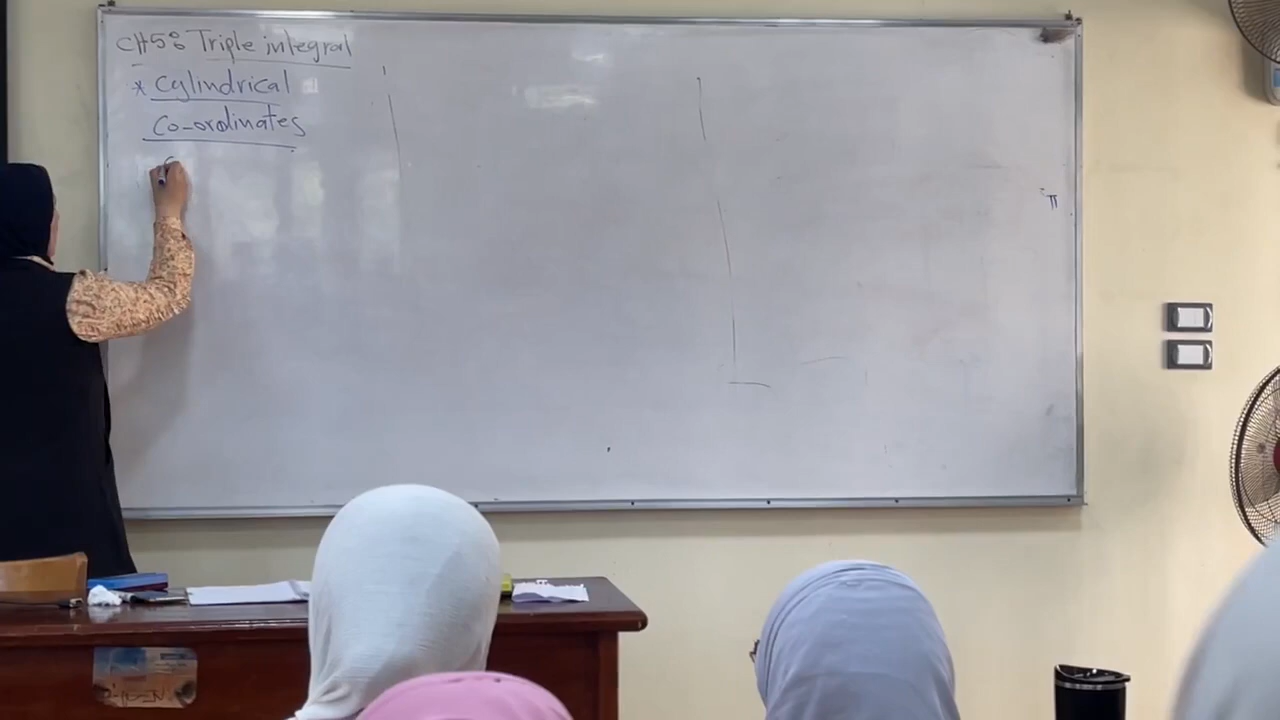 CH5: Triple integral
* Cylindrical
Co-ordinates
π